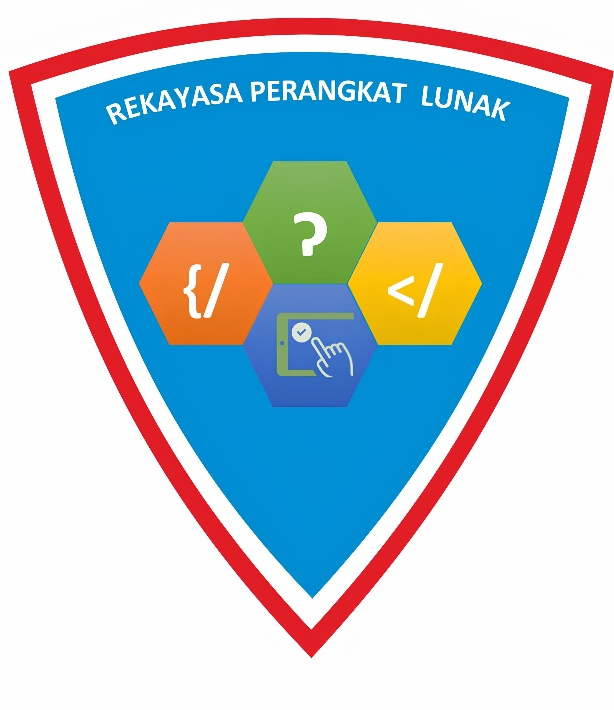 REKAYASA PERANGKAT LUNAK
?
{/
</